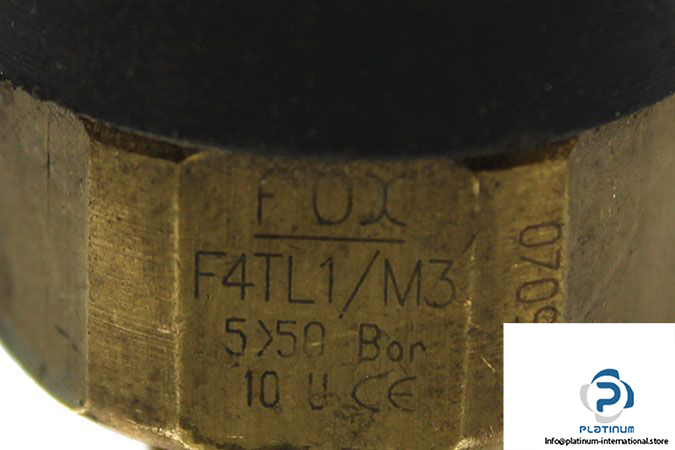 FOX
F4TL1/M3
5>50 Bar
10 U CE
PLATINUM
Info@platinum-international.store